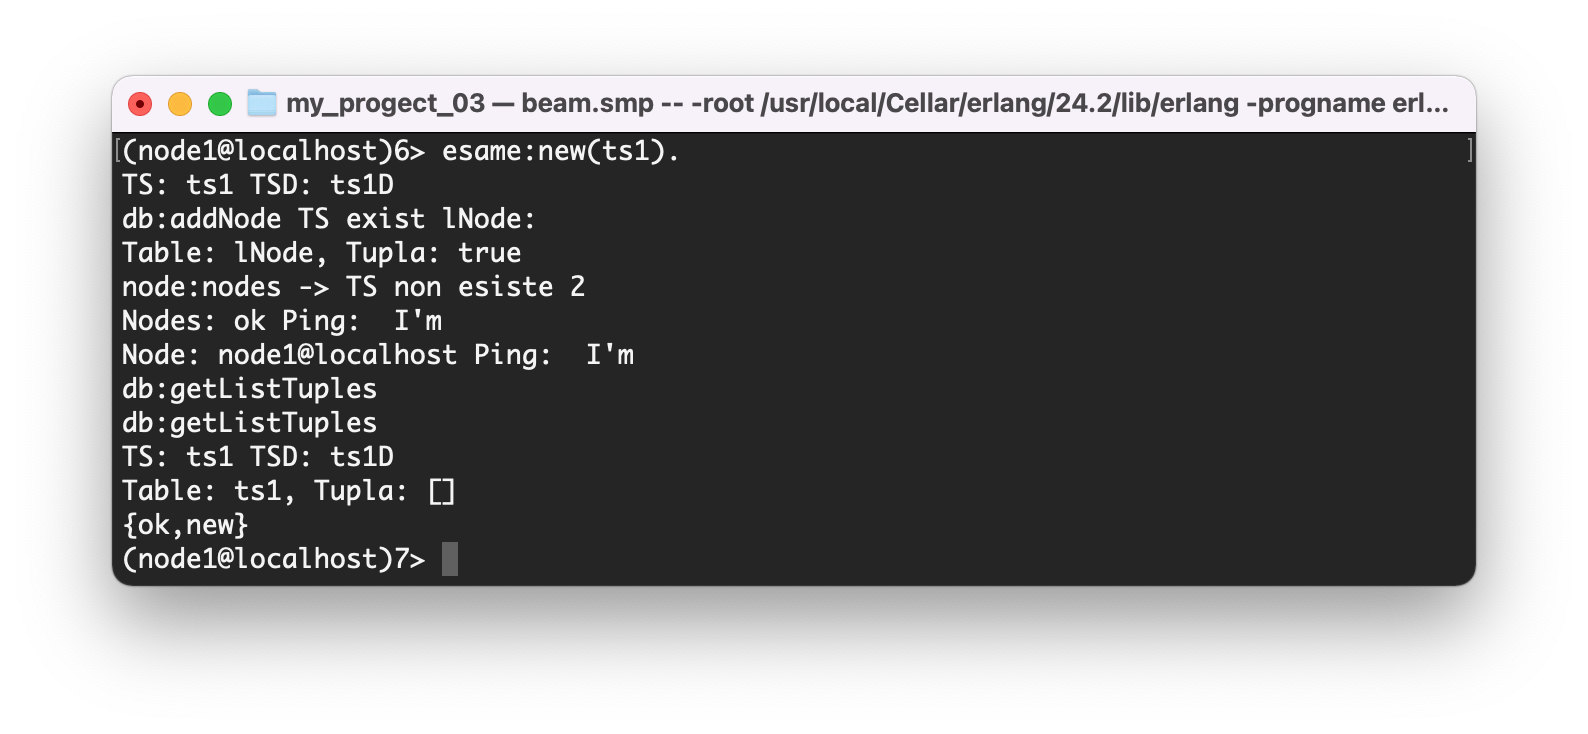 my_progect_03 — beam.smp -- -root /usr/local/Cellar/erlang/24.2/lib/erlang -progname erl...
[(node1@localhost)6> esame:new(ts1). ]
TS: ts1 TSD: ts1D
db:addNode TS exist lNode:
Table: lNode, Tupla: true
node:nodes -> TS non esiste 2
Nodes: ok Ping:  I'm
Node: node1@localhost Ping:  I'm
db:getListTuples
db:getListTuples
TS: ts1 TSD: ts1D
Table: ts1, Tupla: []
{ok,new}
(node1@localhost)7>